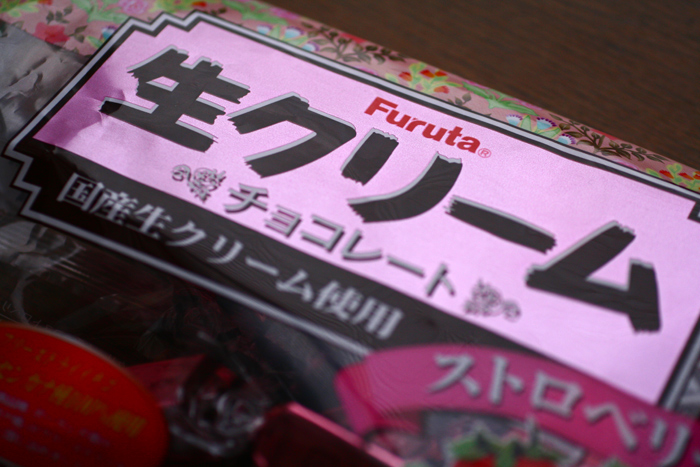 Furuta®
生クリーム
チョコレート
国産生クリーム使用
ストロベリ